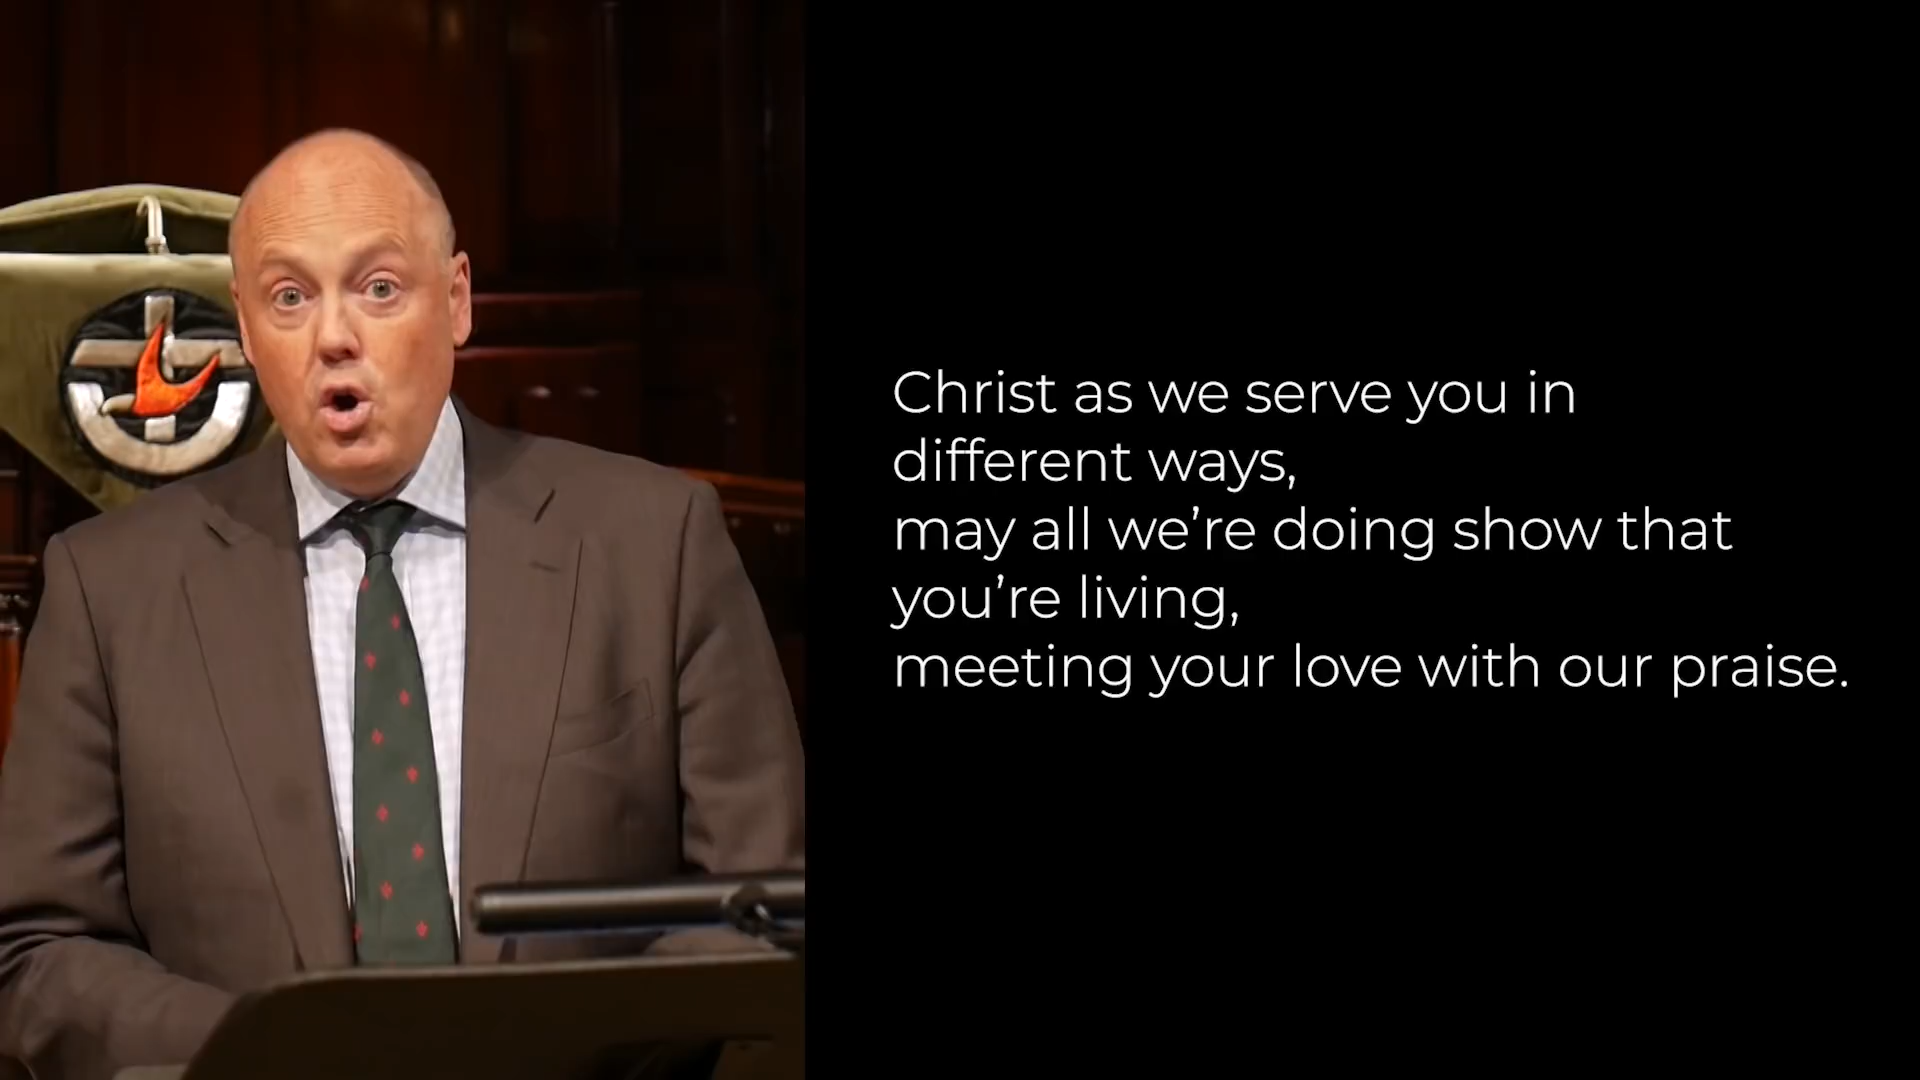 Christ as we serve you in
different ways,
may all we’re doing show that
you’re living,
meeting your love with our praise.